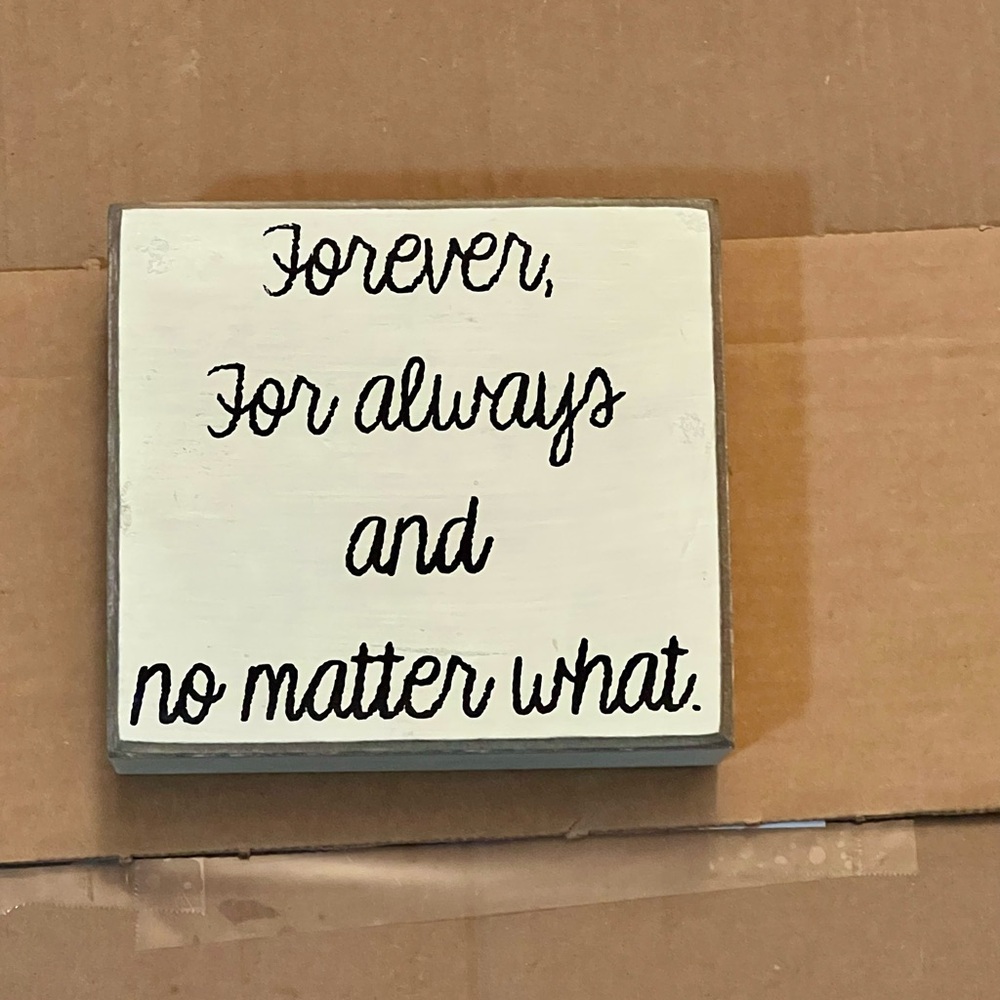 Forever,
For always
and
no matter what.